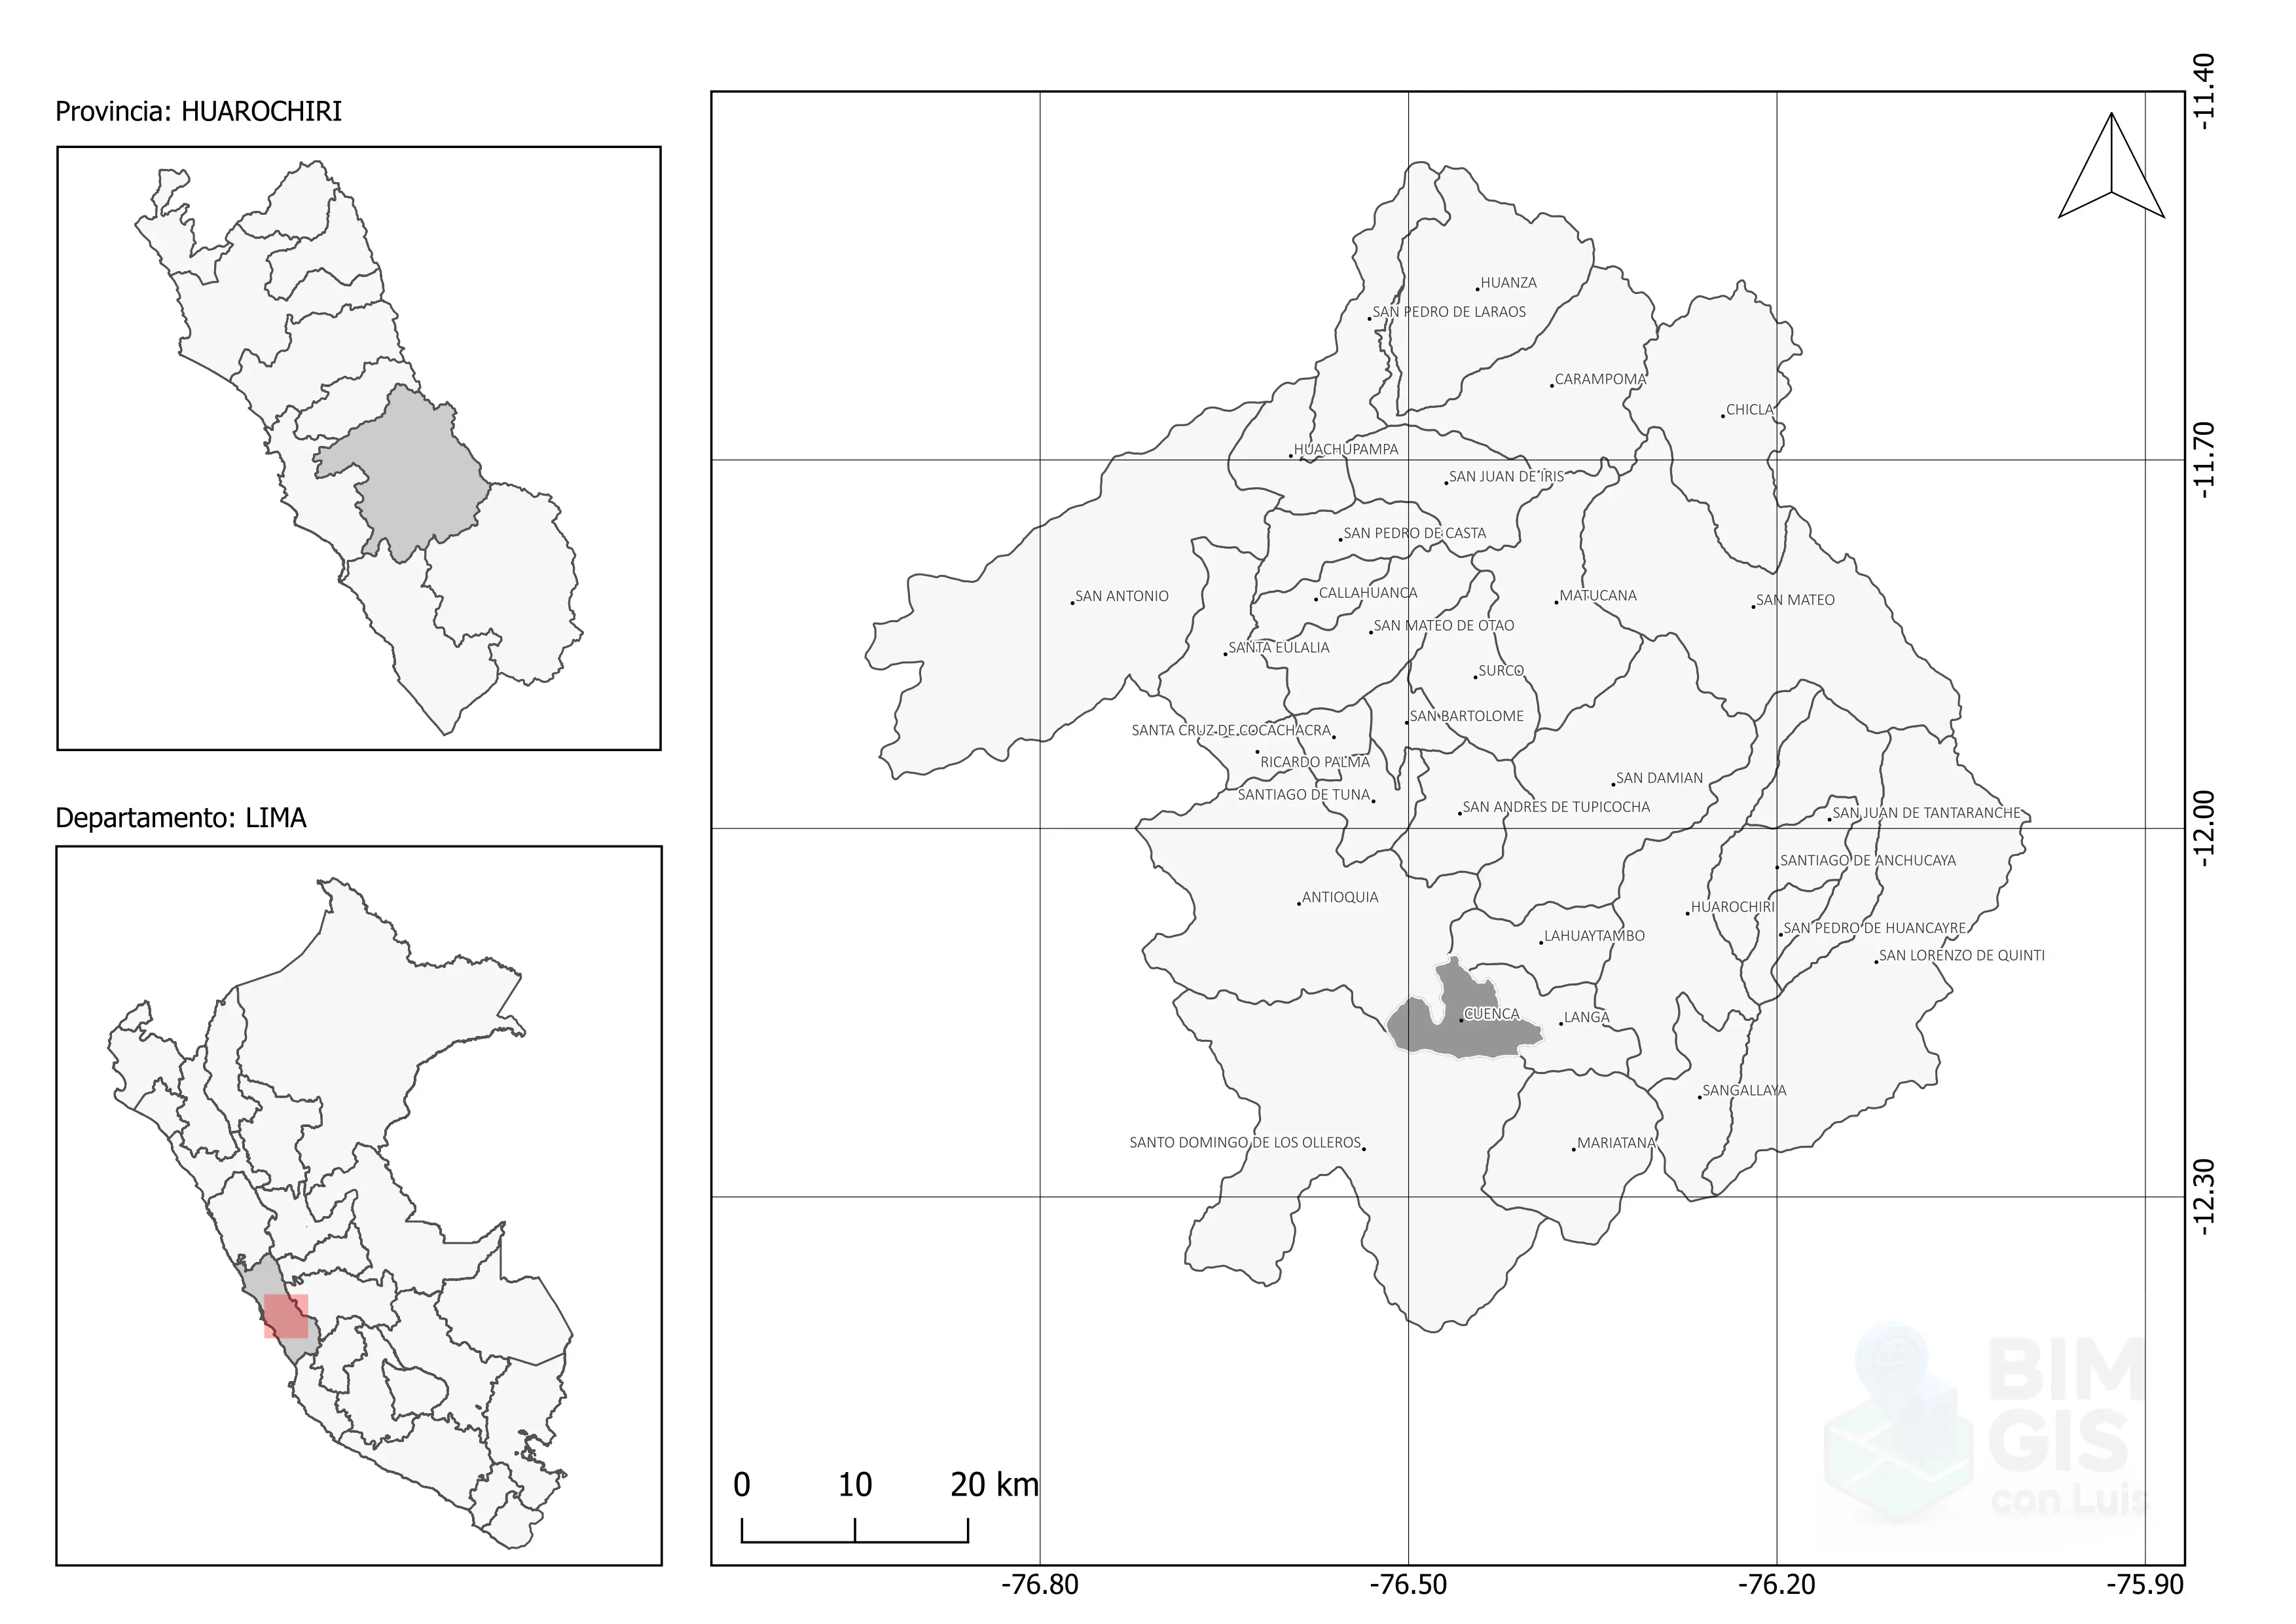 Provincia: HUAROCHIRI
Departamento: LIMA
-11.40
HUANZA
SAN PEDRO DE LARAOS
CARAMPOMA
CHICLA
HUACHUPAMPA
-11.70
SAN JUAN DE IRIS
SAN PEDRO DE CASTA
SAN ANTONIO
CALLAHUANCA
MATUCANA
SAN MATEO
SAN MATEO DE OTAO
SANTA EULALIA
SURCO
SAN BARTOLOME
SANTA CRUZ DE COCACHACRA
RICARDO PALMA
SAN DAMIAN
SANTIAGO DE TUNA
SAN ANDRES DE TUPICOCHA
SAN JUAN DE TANTARANCHE
-12.00
SANTIAGO DE ANCHUCAYA
ANTIOQUIA
HUAROCHIRI
LAHUAYTAMBO
SAN PEDRO DE HUANCAYRE
SAN LORENZO DE QUINTI
CUENCA
LANGA
SANGALLAYA
SANTO DOMINGO DE LOS OLLEROS
MARIATANA
-12.30
BIM
GIS
con Luis
0 10 20 km
-76.80 -76.50 -76.20 -75.90